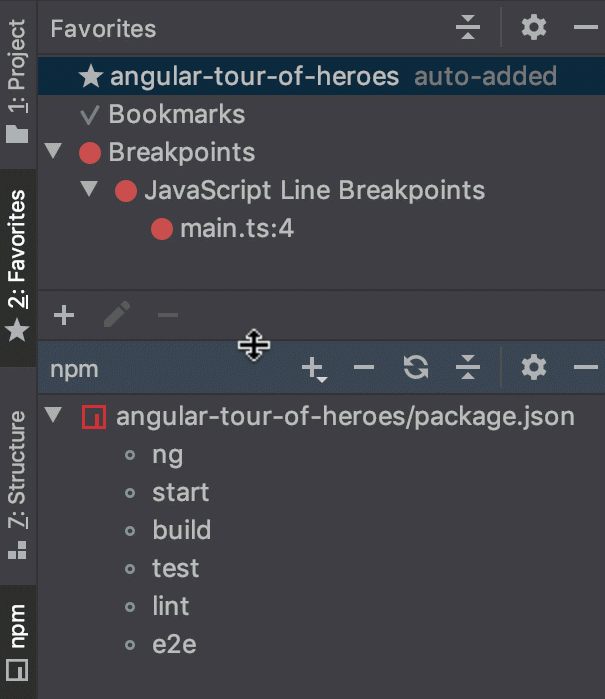 1: Project
2: Favorites
7: Structure
npm
Favorites
angular-tour-of-heroes auto-added
Bookmarks
Breakpoints
JavaScript Line Breakpoints
main.ts:4
npm
angular-tour-of-heroes/package.json
ng
start
build
test
lint
e2e